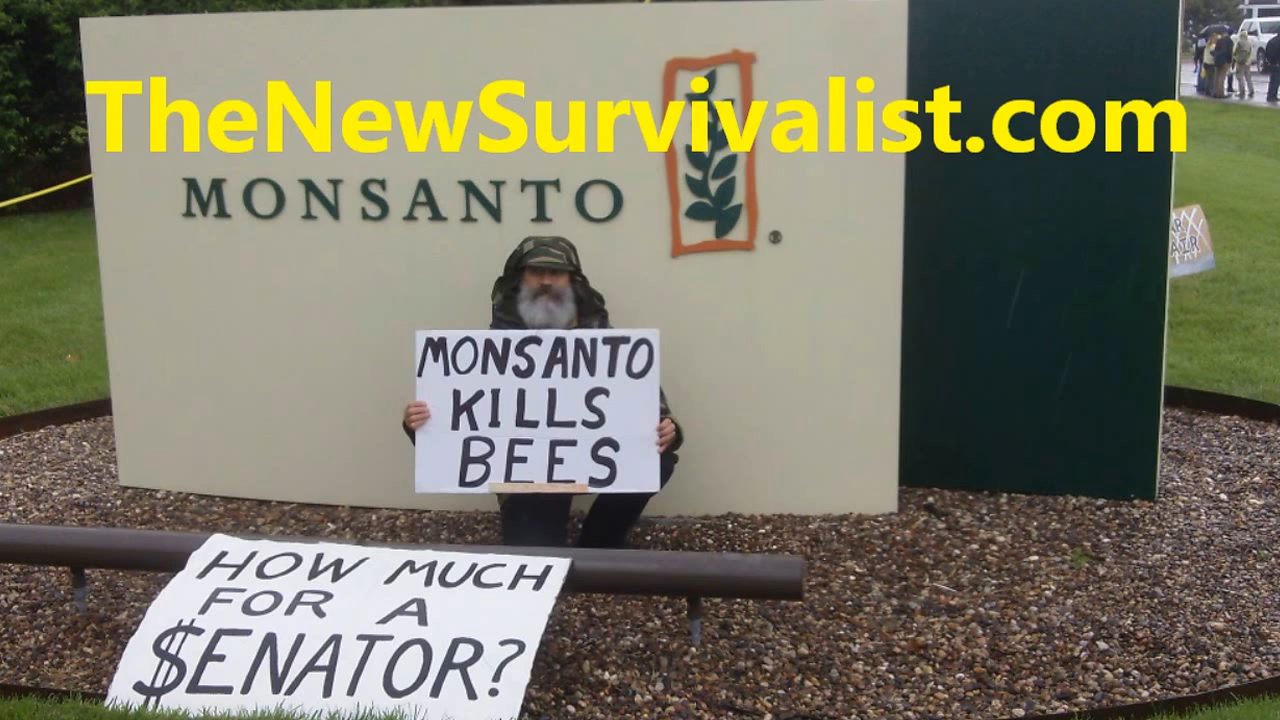 TheNewSurvivalist.com
MONSANTO
®
MONSANTO
KILLS
BEES
HOW MUCH
FOR A
$ENATOR?